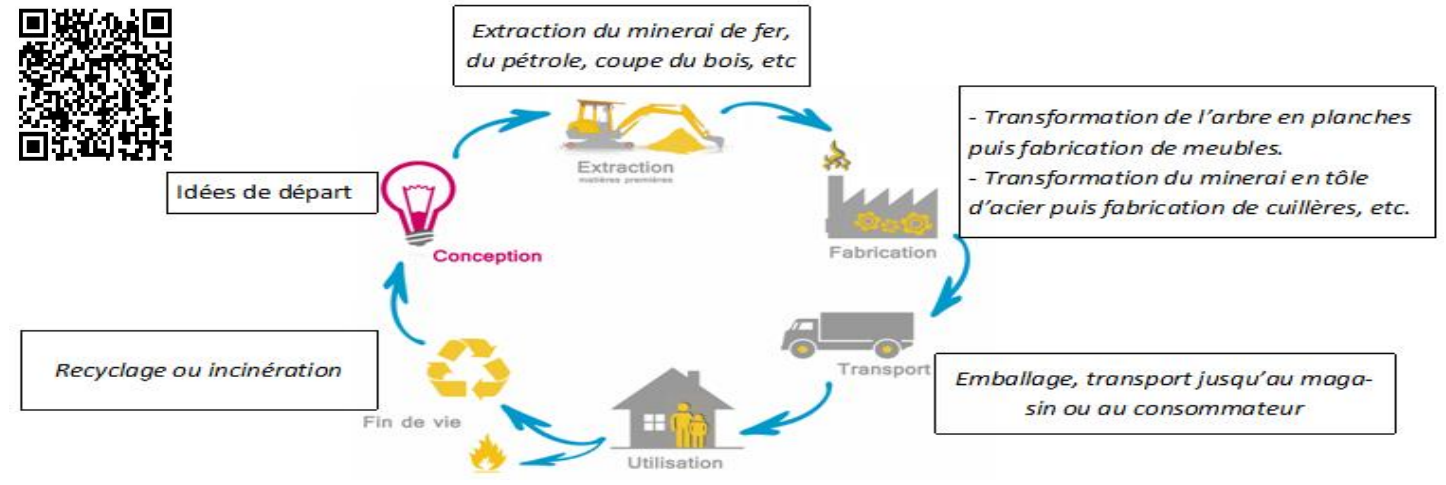 Extraction du minerai de fer,
du pétrole, coupe du bois, etc
Extraction
matières premières
- Transformation de l'arbre en planches
puis fabrication de meubles.
- Transformation du minerai en tôle
d'acier puis fabrication de cuillères, etc.
Fabrication
Idées de départ
Conception
Transport
Emballage, transport jusqu'au maga-
sin ou au consommateur
Recyclage ou incinération
Fin de vie
Utilisation